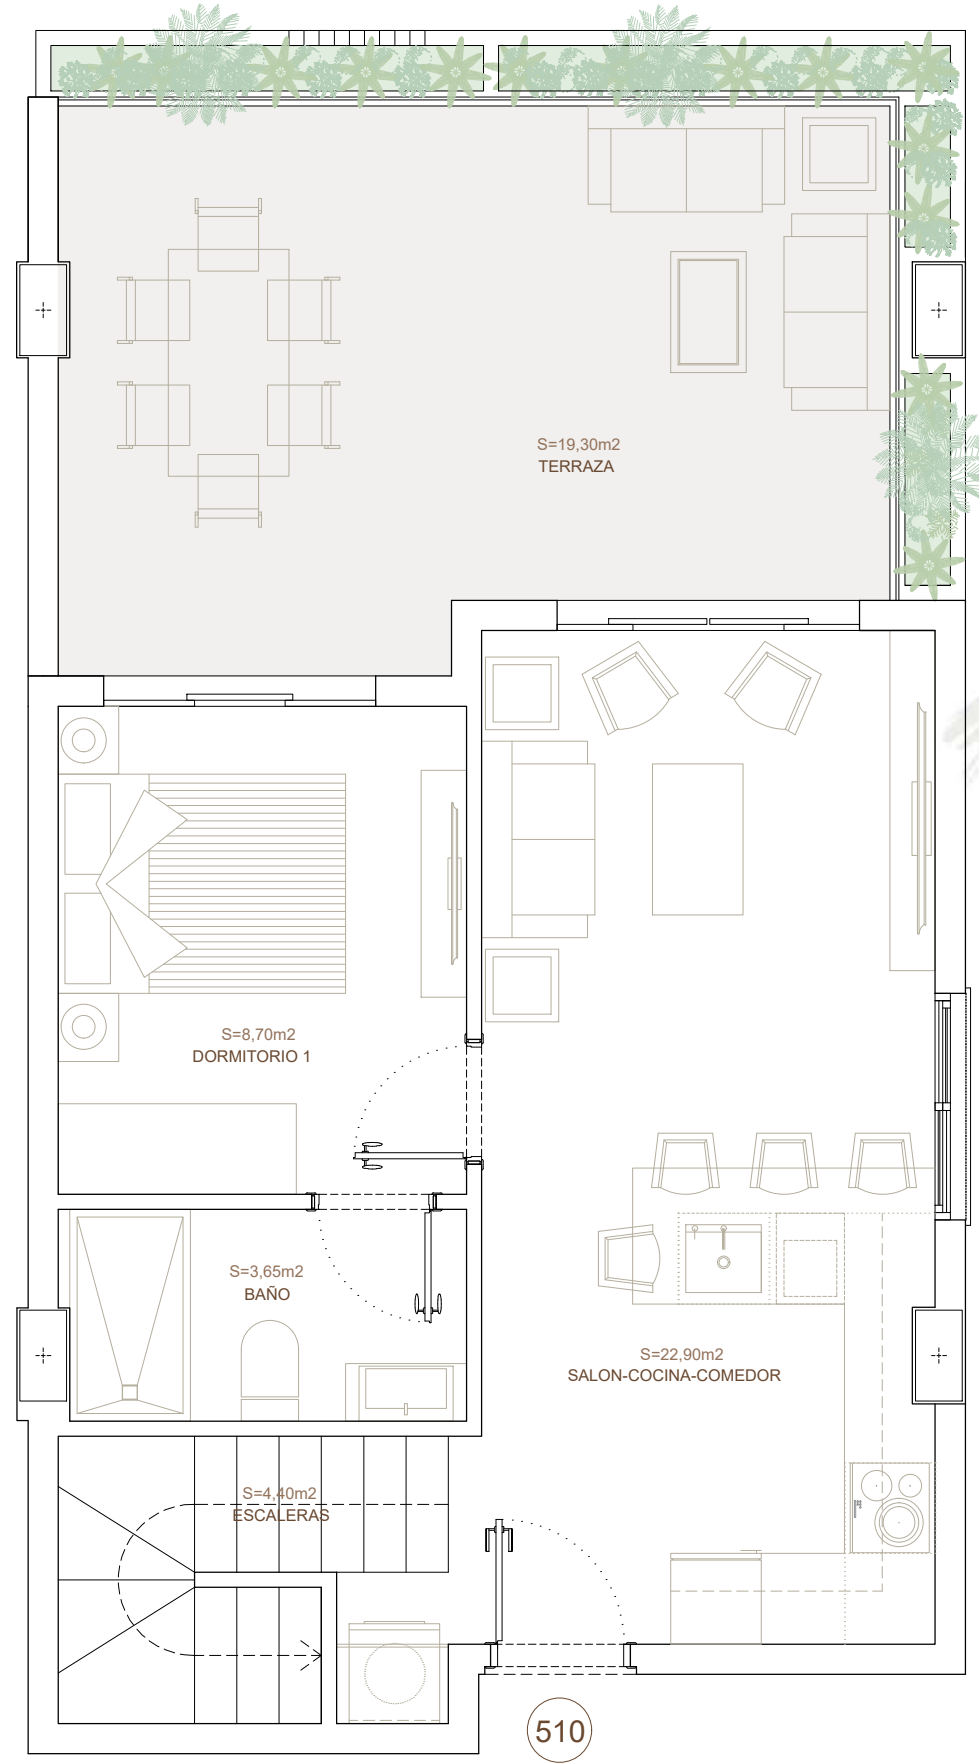 S=19,30m2
TERRAZA
S=8,70m2
DORMITORIO 1
S=3,65m2
BAÑO
S=22,90m2
SALON-COCINA-COMEDOR
S=4,40m2
ESCALERAS
510